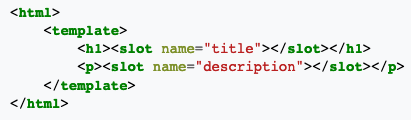 <html>
    <template>
        <h1><slot name="title"></slot></h1>
        <p><slot name="description"></slot></p>
    </template>
</html>